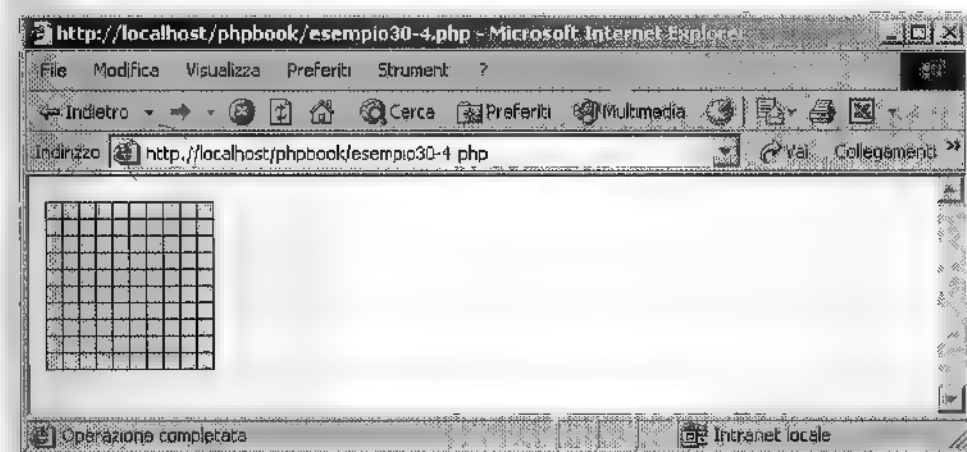 http://localhost/phpbook/esempio30-4.php - Microsoft Internet Explorer
File Modifica Visualizza Preferiti Strument ?
Indietro Cerca Preferiti Multimedia
Indirizzo http://localhost/phpbook/esempio30-4 php Vai Collegamenti »
Operazione completata Intranet locale